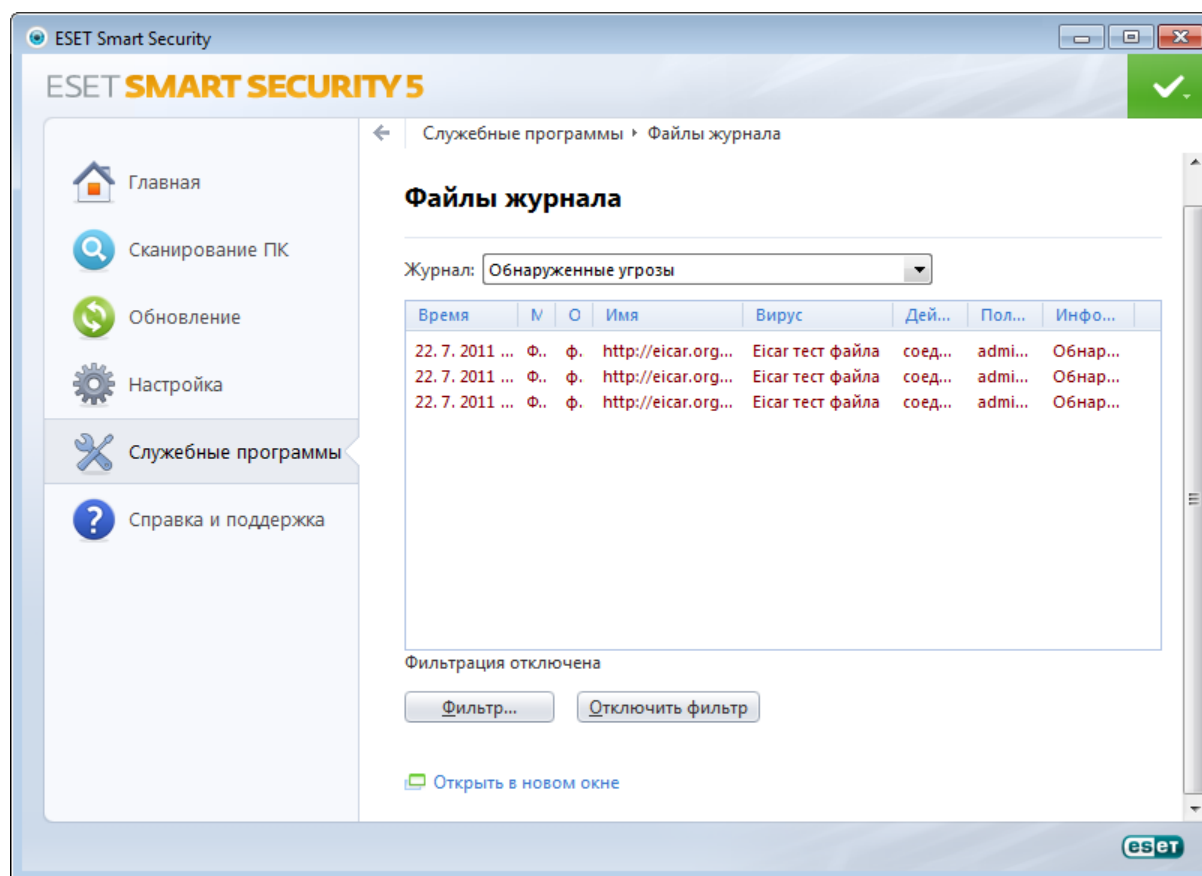 ESET Smart Security
ESET SMART SECURITY 5
Служебные программы Файлы журнала
Главная
Сканирование ПК
Обновление
Настройка
Служебные программы
Справка и поддержка
Файлы журнала
Журнал: Обнаруженные угрозы
Время М О Имя Вирус Дей... Пол... Инфо...
22. 7. 2011 ... Ф.. ф. http://eicar.org... Eicar тест файла соед... admi... Обнар...
22. 7. 2011 ... Ф.. ф. http://eicar.org... Eicar тест файла соед... admi... Обнар...
22. 7. 2011 ... Ф.. ф. http://eicar.org... Eicar тест файла соед... admi... Обнар...
Фильтрация отключена
Фильтр... Отключить фильтр
Открыть в новом окне
eseT